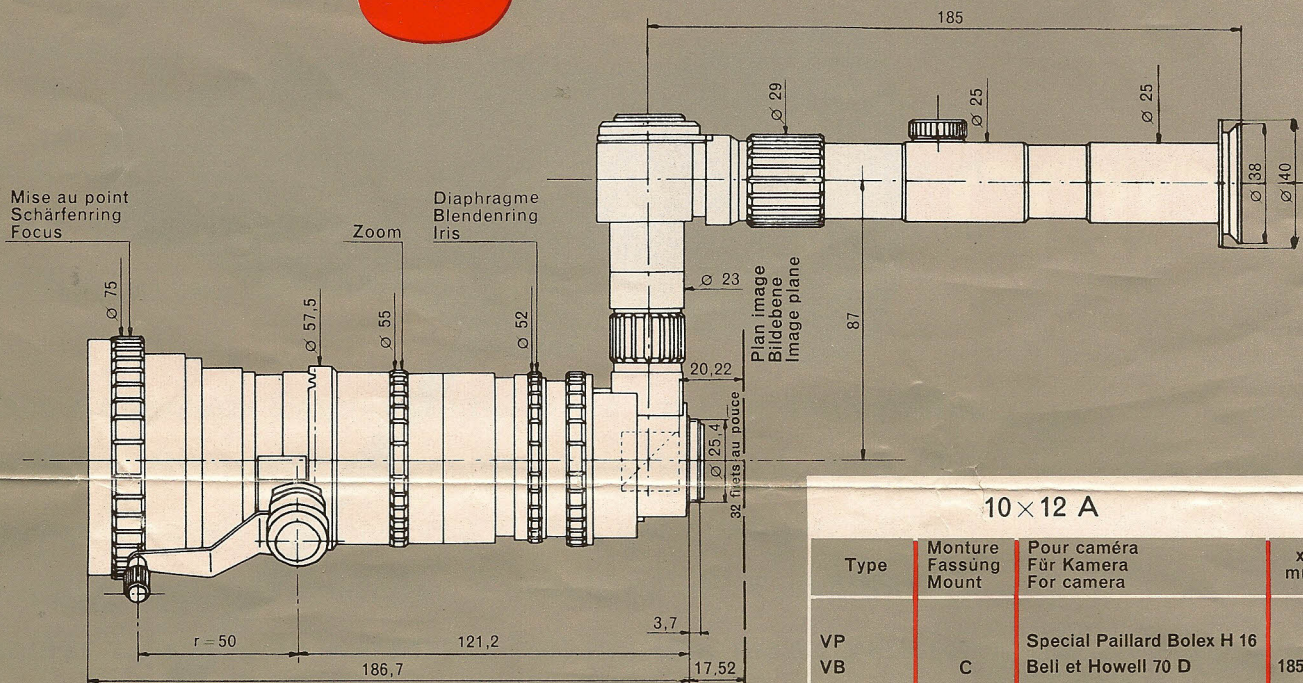 185
Ø 29
Ø 25
Ø 25
Ø 38
Ø 40
Mise au point
Schärfenring
Focus
Zoom
Diaphragme
Blendenring
Iris
Ø 75
Ø 57,5
Ø 55
Ø 52
Ø 23
Plan image
Bildebene
Image plane
87
20,22
Ø 25,4
32 filets au pouce
10×12 A
Type
Monture
Fassung
Mount
Pour caméra
Für Kamera
For camera
x
VP
Special Paillard Bolex H 16
VB
C
Bell et Howell 70 D
185
3,7
r = 50
121,2
186,7
17,52